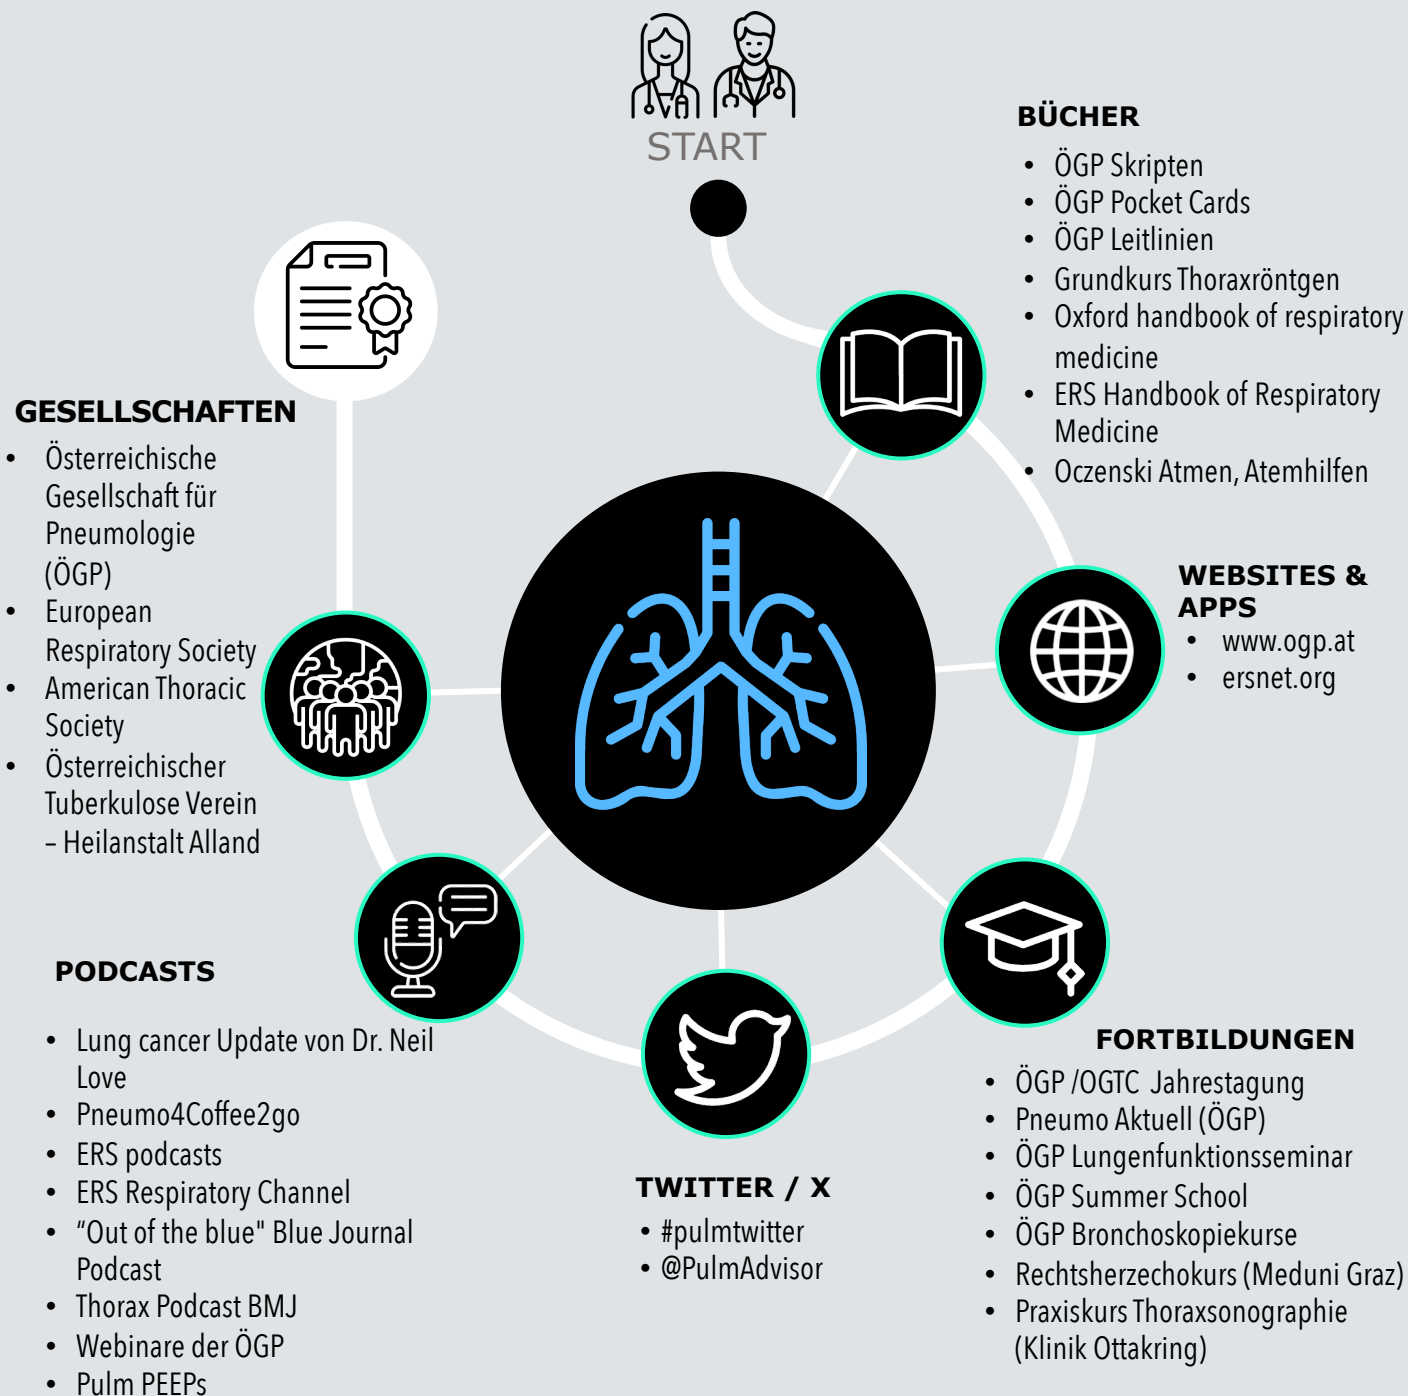 START
BÜCHER
• ÖGP Skripten
• ÖGP Pocket Cards
• ÖGP Leitlinien
• Grundkurs Thoraxröntgen
• Oxford handbook of respiratory
medicine
• ERS Handbook of Respiratory
Medicine
• Oczenski Atmen, Atemhilfen
WEBSITES &
APPS
• www.ogp.at
• ersnet.org
FORTBILDUNGEN
• ÖGP /OGTC Jahrestagung
• Pneumo Aktuell (ÖGP)
• ÖGP Lungenfunktionsseminar
• ÖGP Summer School
• ÖGP Bronchoskopiekurse
• Rechtsherzechokurs (Meduni Graz)
• Praxiskurs Thoraxsonographie
(Klinik Ottakring)
TWITTER / X
• #pulmtwitter
• @PulmAdvisor
PODCASTS
• Lung cancer Update von Dr. Neil
Love
• Pneumo4Coffee2go
• ERS podcasts
• ERS Respiratory Channel
• “Out of the blue" Blue Journal
Podcast
• Thorax Podcast BMJ
• Webinare der ÖGP
• Pulm PEEPs
GESELLSCHAFTEN
• Österreichische
Gesellschaft für
Pneumologie
(ÖGP)
• European
Respiratory Society
• American Thoracic
Society
• Österreichischer
Tuberkulose Verein
– Heilanstalt Alland